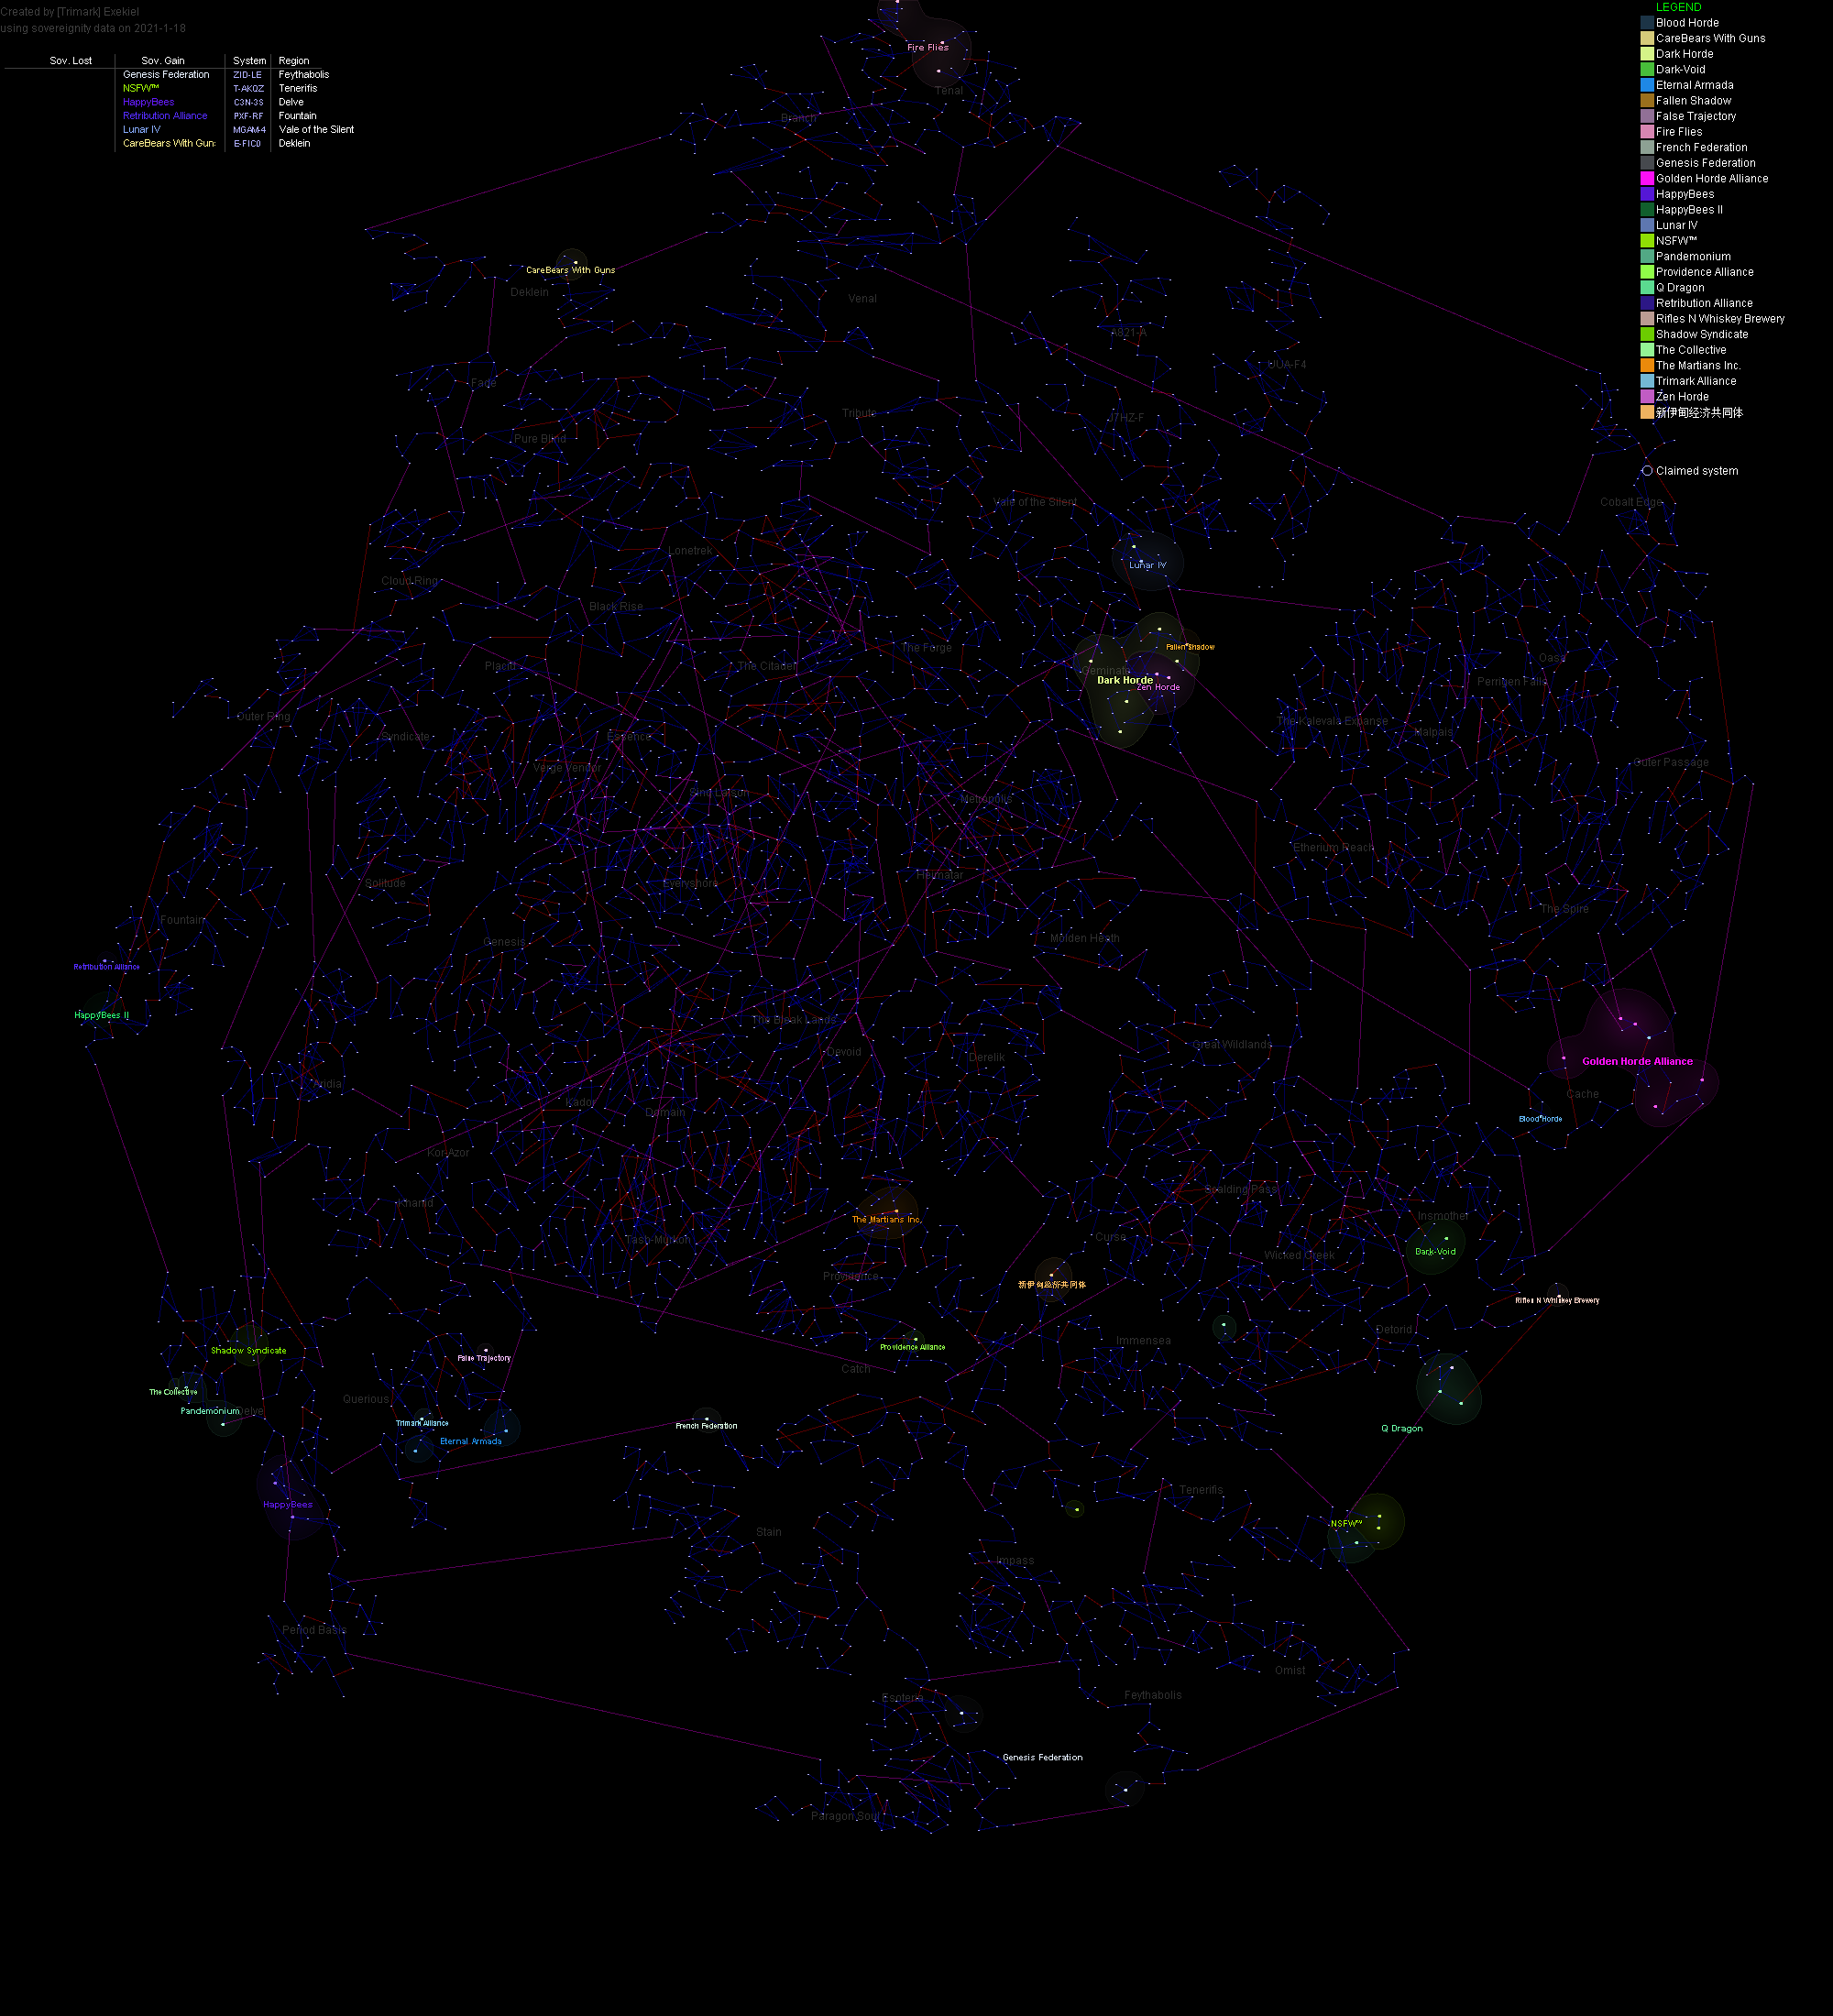 Created by [Trimark] Exekiel
using sovereignity data on 2021-1-18
Sov. Lost Sov. Gain System Region
Genesis Federation ZID-LE Feythabolis
NSFW™ T-AKQZ Tenerifis
HappyBees C3N-3S Delve
Retribution Alliance PXF-RF Fountain
Lunar IV MGAM-4 Vale of the Silent
CareBears With Gun: E-FIC0 Deklein
LEGEND
Blood Horde
CareBears With Guns
Dark Horde
Dark-Void
Eternal Armada
Fallen Shadow
False Trajectory
Fire Flies
French Federation
Genesis Federation
Golden Horde Alliance
HappyBees
HappyBees II
Lunar IV
NSFW™
Pandemonium
Providence Alliance
Q Dragon
Retribution Alliance
Rifles N Whiskey Brewery
Shadow Syndicate
The Collective
The Martians Inc.
Trimark Alliance
Zen Horde
新伊甸经济共同体
Claimed system
Fire Flies
Tenal
Branch
CareBears With Guns
Deklein
Venal
A821-A
UUA-F4
Fade
Tribute
J7HZ-F
Pure Blind
Vale of the Silent
Cobalt Edge
Lonetrek
Lunar IV
Cloud Ring
Black Rise
The Forge
Fallen Shadow
Oasa
Placid
The Citadel
Geminate
Dark Horde
Zen Horde
Perrigen Falls
Outer Ring
The Kalevala Expanse
Malpais
Syndicate
Essence
Verge Vendor
Outer Passage
Sinq Laison
Metropolis
Etherium Reach
Solitude
Everyshore
Heimatar
The Spire
Fountain
Genesis
Molden Heath
Retribution Alliance
HappyBees II
The Bleak Lands
Great Wildlands
Devoid
Derelik
Golden Horde Alliance
Aridia
Cache
Kador
Domain
Blood Horde
Kor-Azor
Scalding Pass
Khanid
The Martians Inc.
Insmother
Tash-Murkon
Curse
Dark-Void
Wicked Creek
Providence
新伊甸经济共同体
Rifles N Whiskey Brewery
Detorid
Immensea
Shadow Syndicate
Providence Alliance
False Trajectory
Catch
The Collective
Querious
Pandemonium
Delve
Trimark Alliance
French Federation
Q Dragon
Eternal Armada
Tenerifis
HappyBees
NSFW™
Stain
Impass
Period Basis
Omist
Esoteria
Feythabolis
Genesis Federation
Paragon Soul